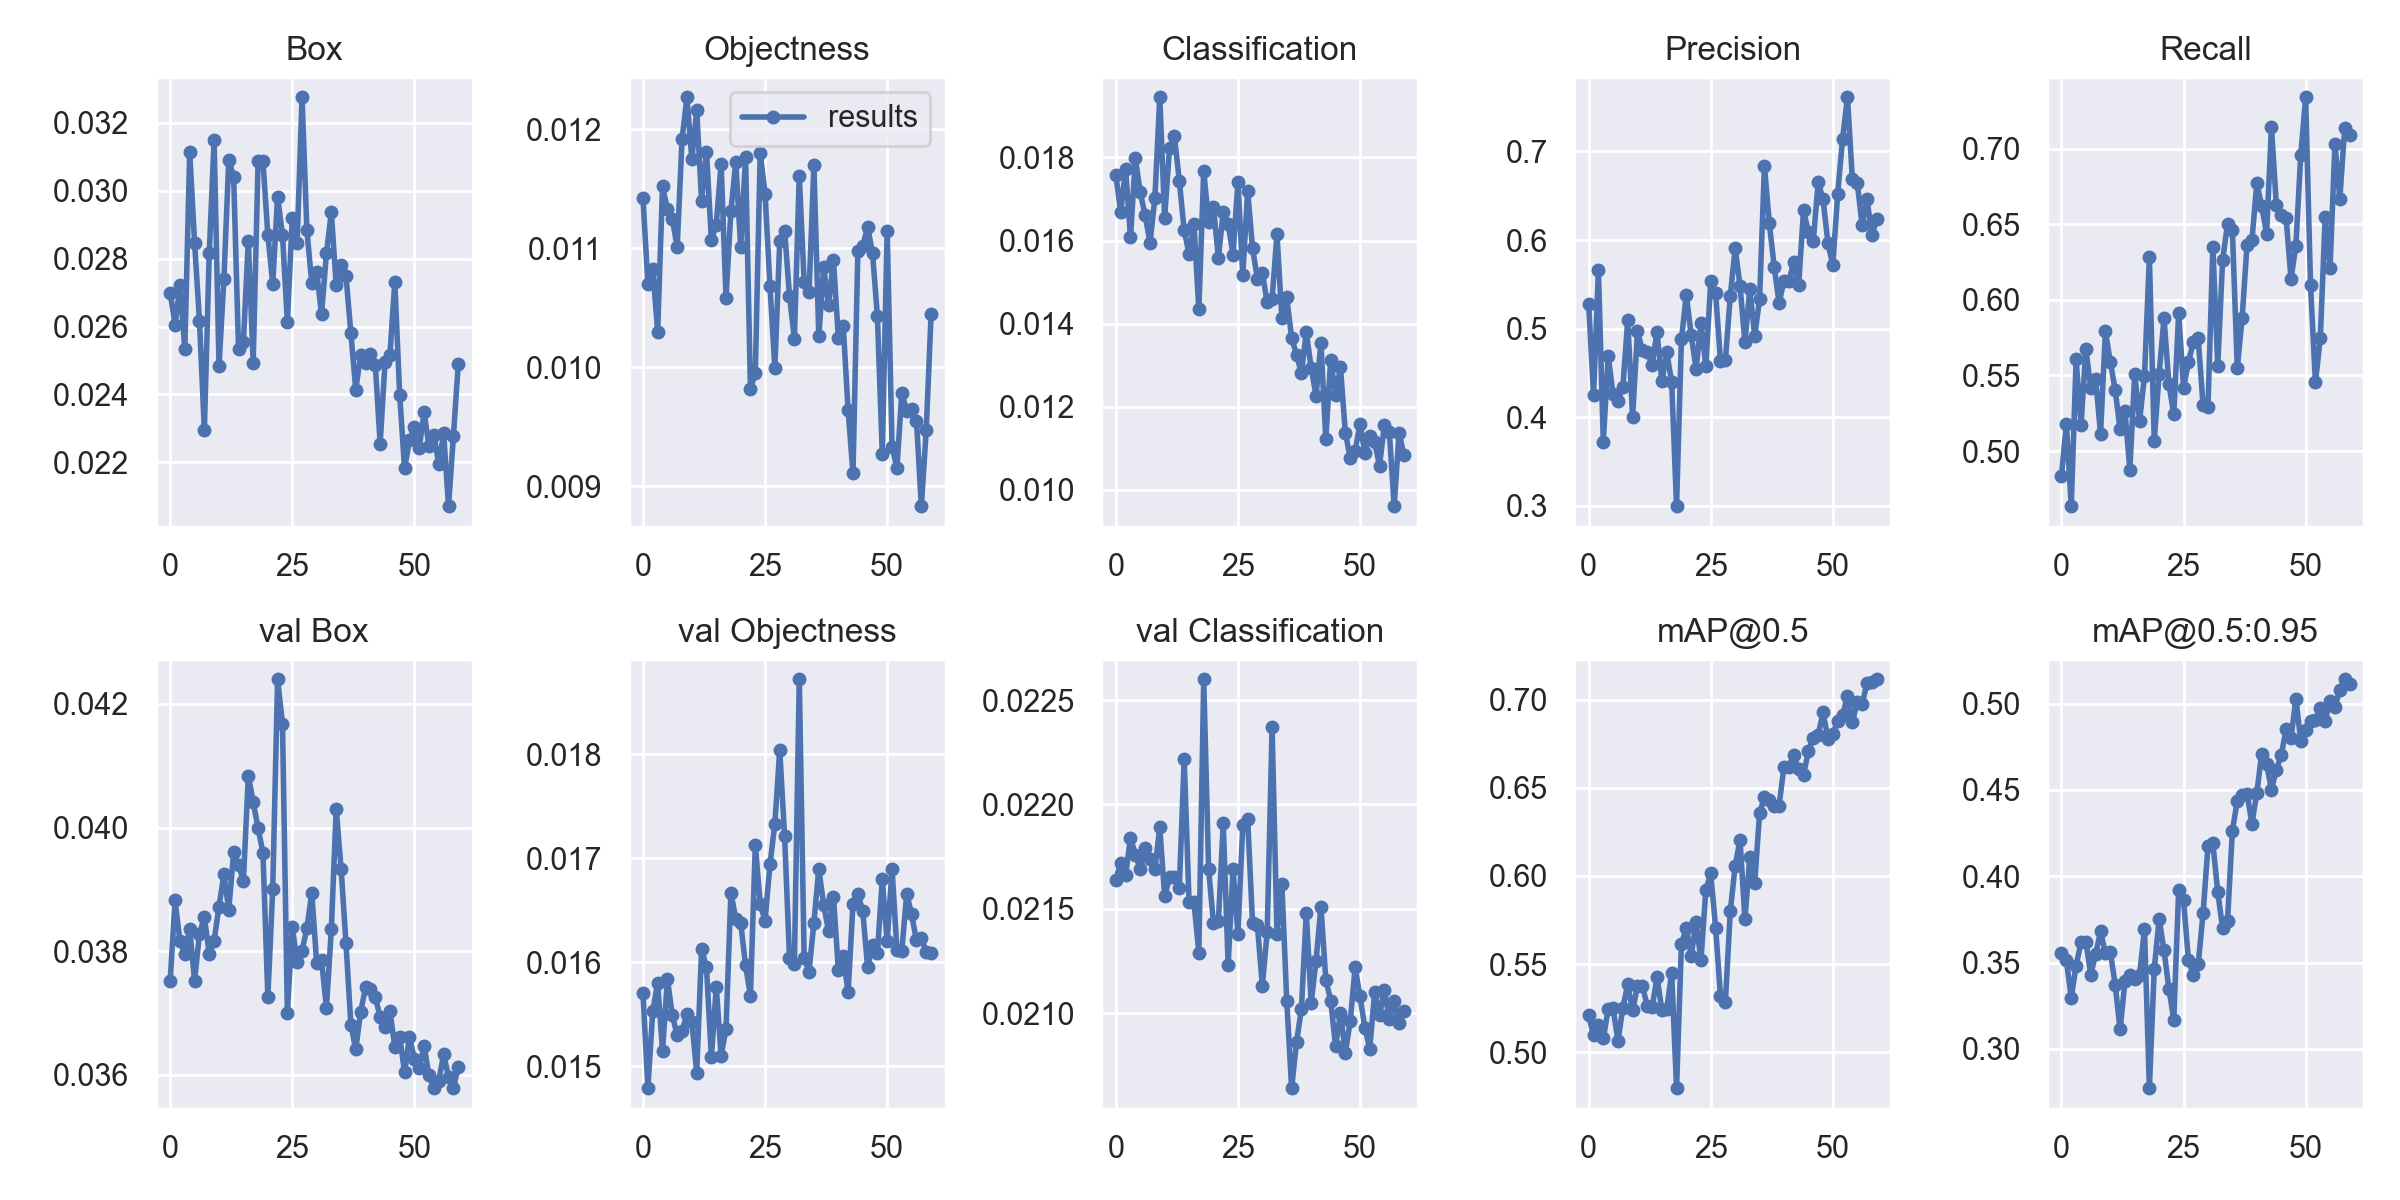 Box
Objectness
Classification
Precision
Recall
results
0.032
0.030
0.028
0.026
0.024
0.022
0 25 50
0.012
0.011
0.010
0.009
0 25 50
0.018
0.016
0.014
0.012
0.010
0 25 50
0.7
0.6
0.5
0.4
0.3
0 25 50
0.70
0.65
0.60
0.55
0.50
0 25 50
val Box
val Objectness
val Classification
mAP@0.5
mAP@0.5:0.95
0.042
0.040
0.038
0.036
0 25 50
0.018
0.017
0.016
0.015
0 25 50
0.0225
0.0220
0.0215
0.0210
0 25 50
0.70
0.65
0.60
0.55
0.50
0 25 50
0.50
0.45
0.40
0.35
0.30
0 25 50